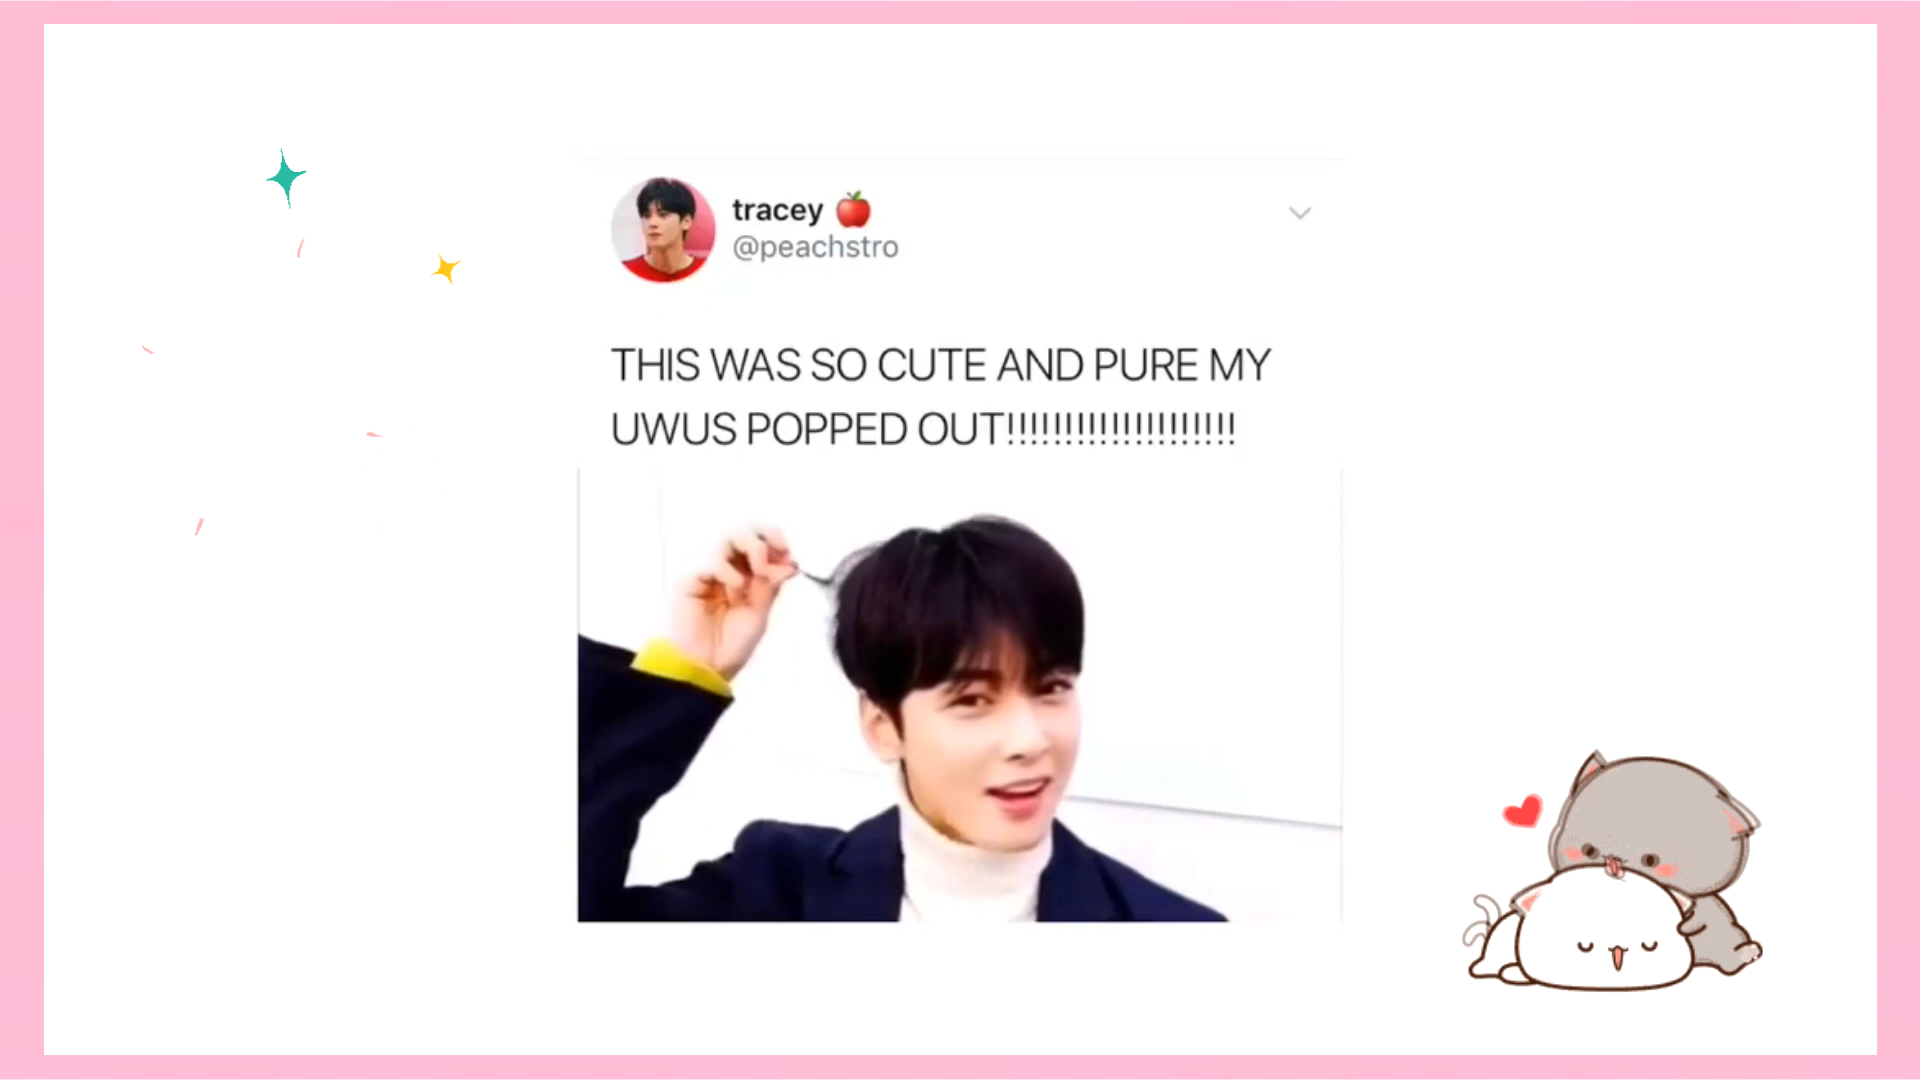 tracey 🍎
@peachstro
THIS WAS SO CUTE AND PURE MY
UWUS POPPED OUT!!!!!!!!!!!!!!!!!!!!